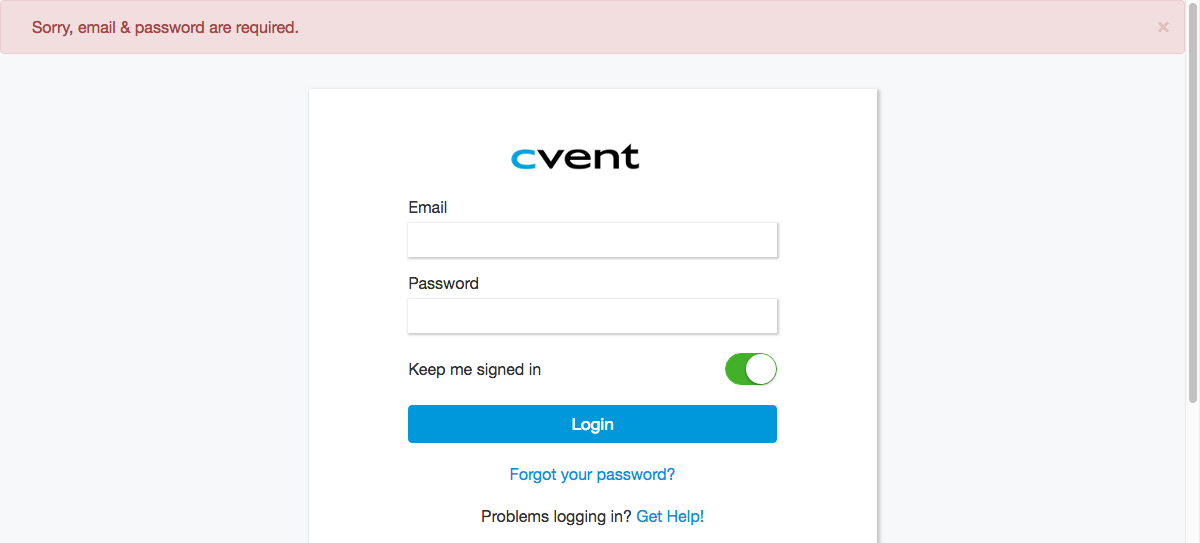 Sorry, email & password are required.
×
cvent
Email
Password
Keep me signed in
Login
Forgot your password?
Problems logging in? Get Help!